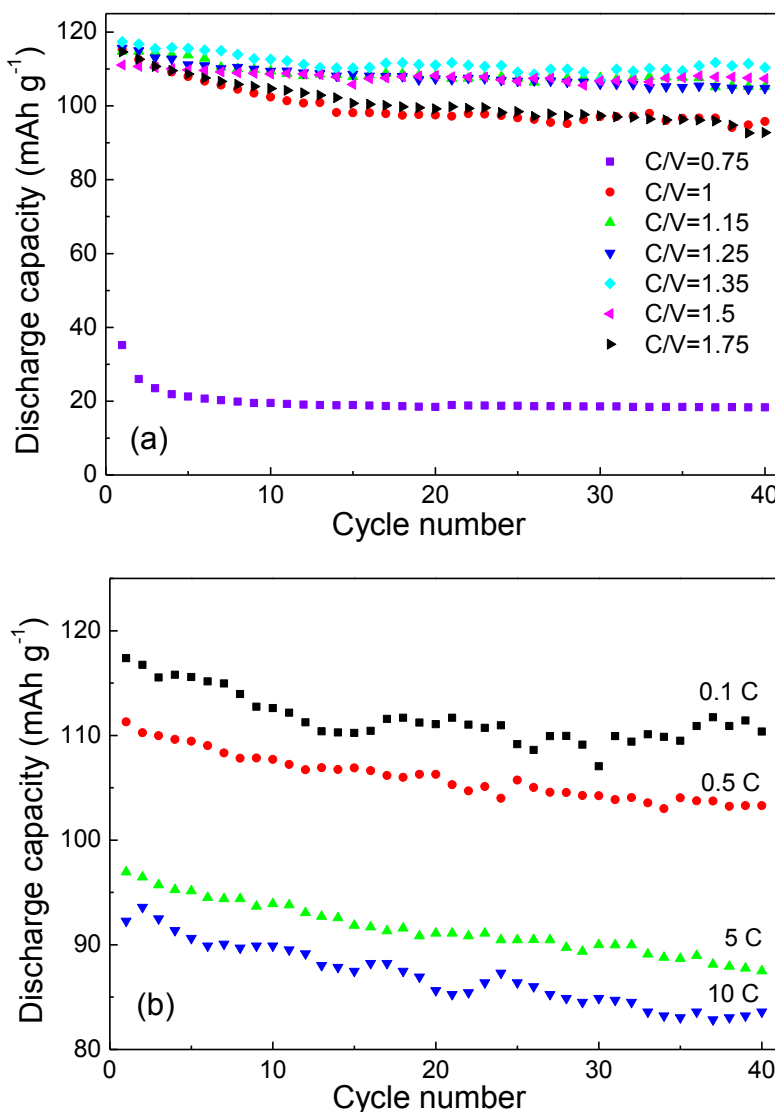 120
100
80
60
40
20
0
Discharge capacity (mAh g⁻¹)
C/V=0.75
C/V=1
C/V=1.15
C/V=1.25
C/V=1.35
C/V=1.5
C/V=1.75
(a)
0 10 20 30 40
Cycle number
120
110
100
90
80
Discharge capacity (mAh g⁻¹)
0.1 C
0.5 C
5 C
10 C
(b)
0 10 20 30 40
Cycle number